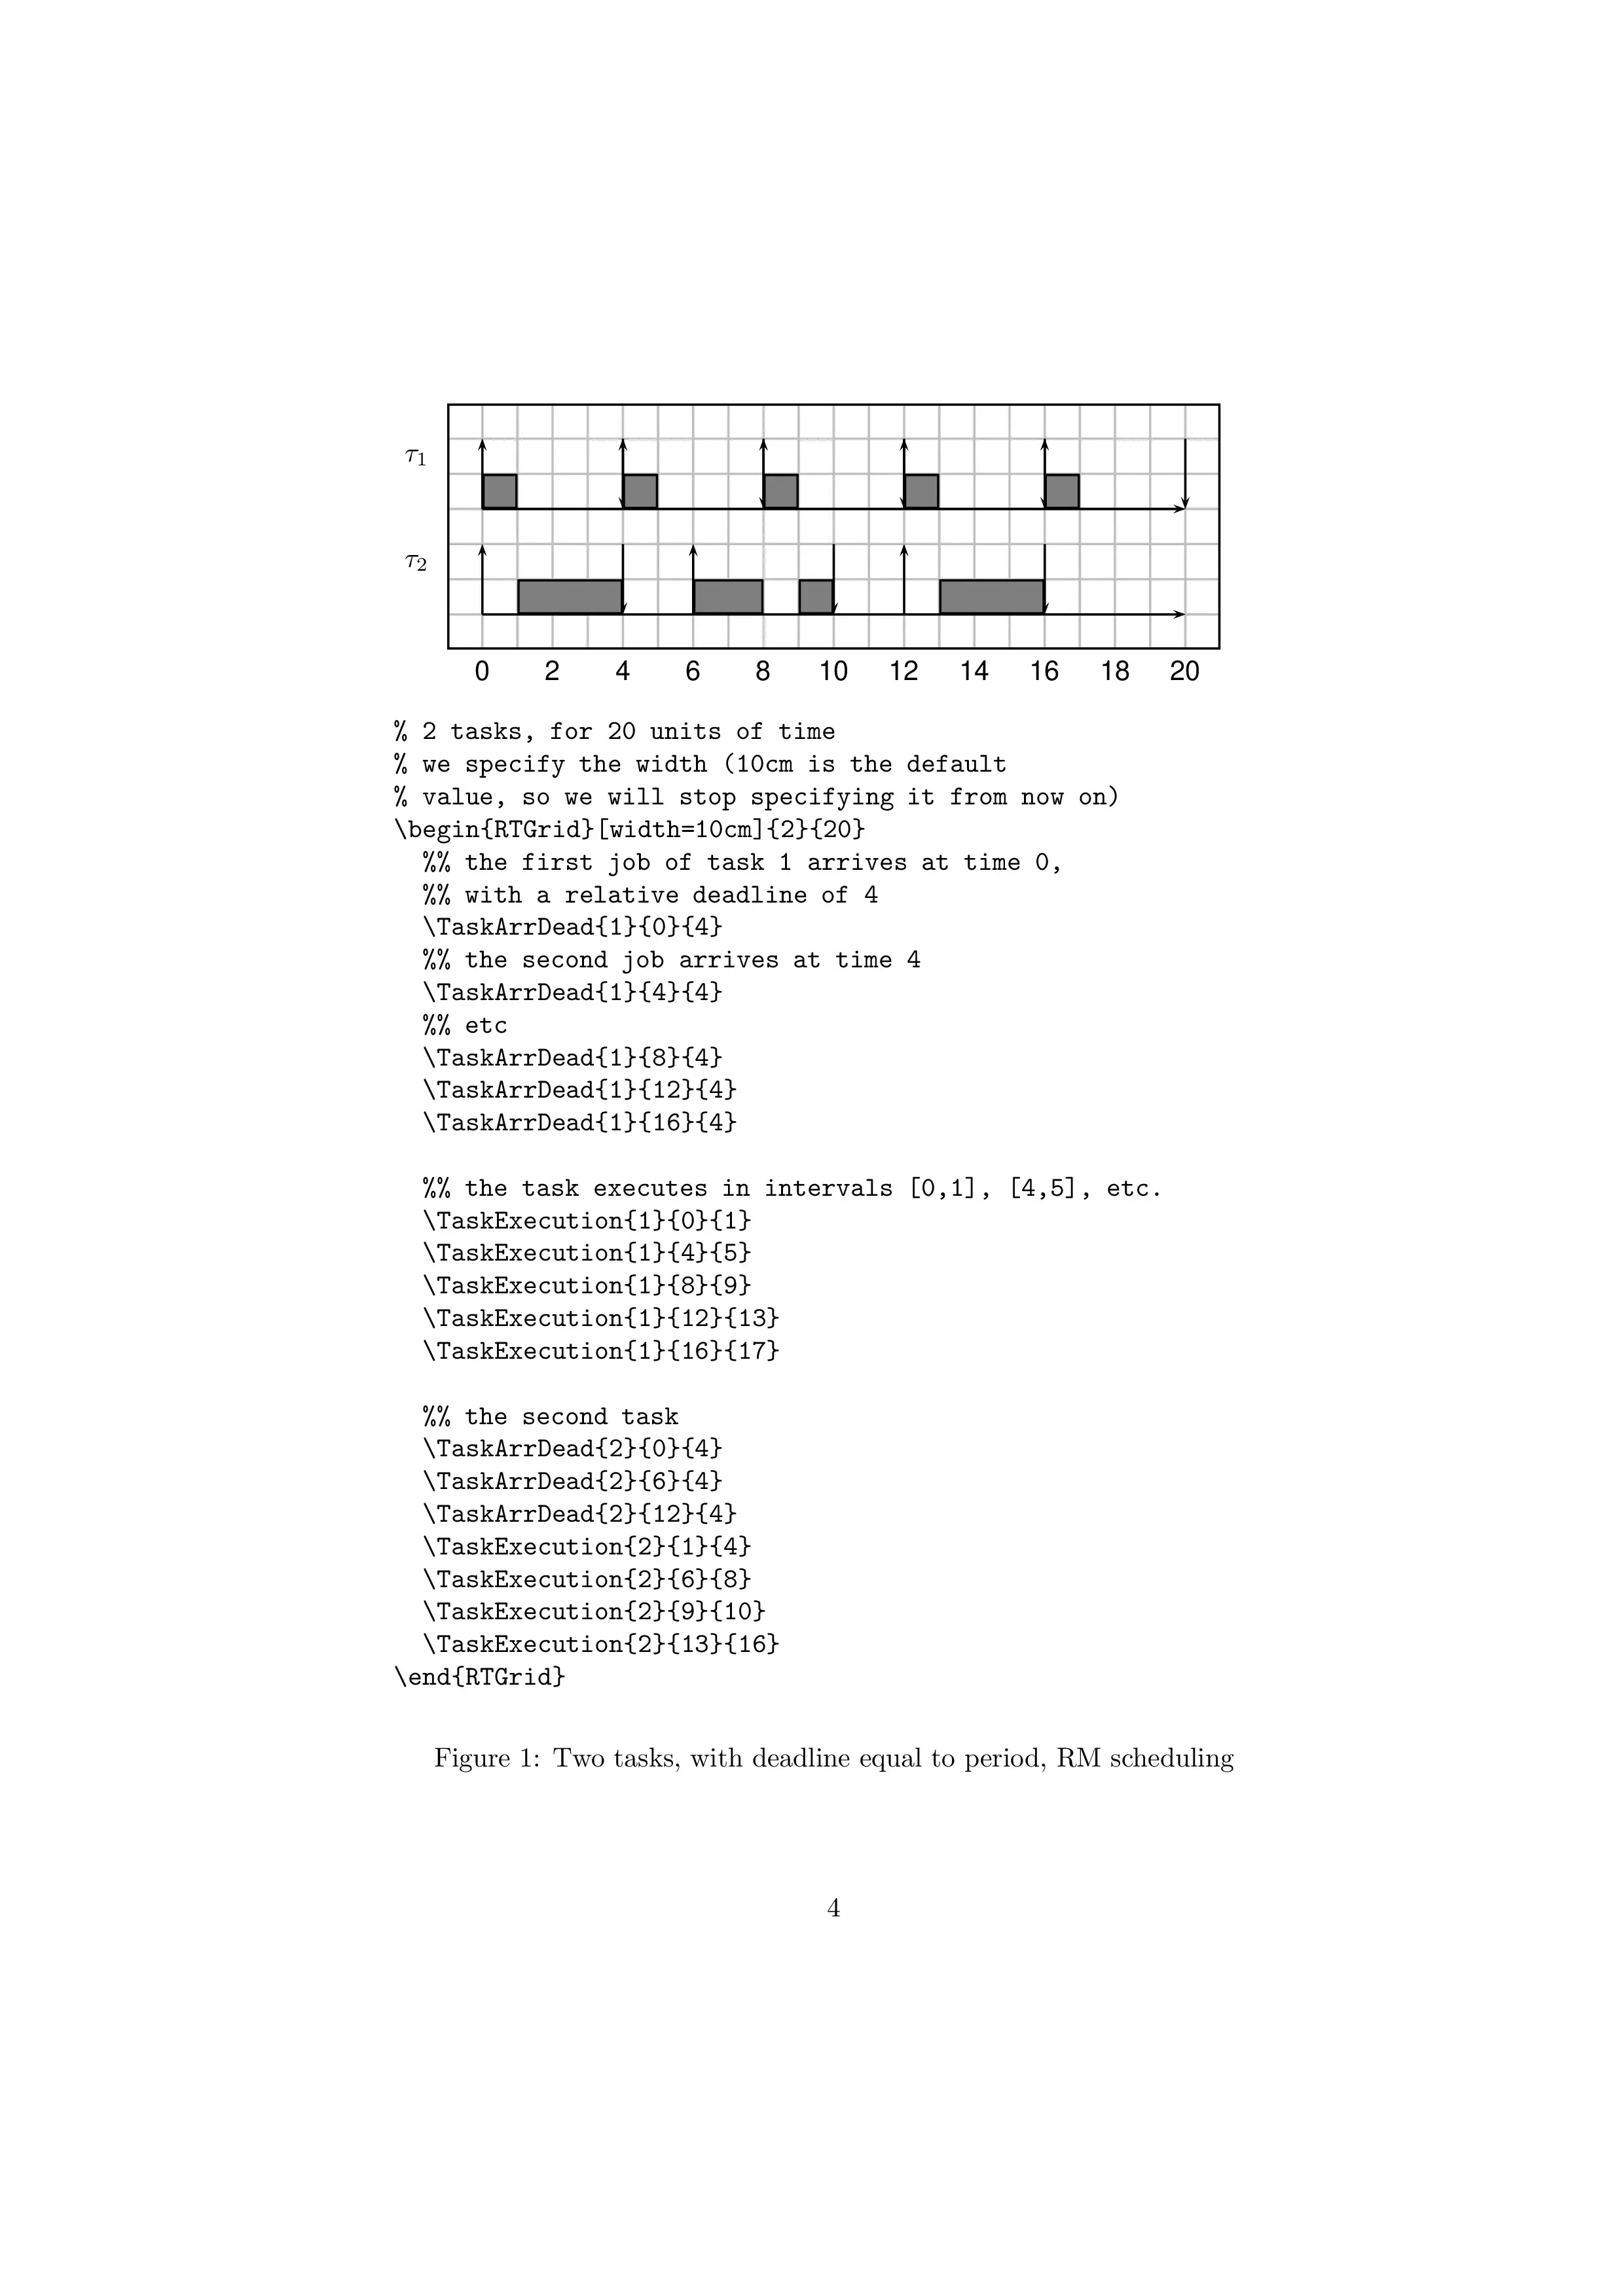 τ1
τ2
0 2 4 6 8 10 12 14 16 18 20
% 2 tasks, for 20 units of time
% we specify the width (10cm is the default
% value, so we will stop specifying it from now on)
\begin{RTGrid}[width=10cm]{2}{20}
%% the first job of task 1 arrives at time 0,
%% with a relative deadline of 4
\TaskArrDead{1}{0}{4}
%% the second job arrives at time 4
\TaskArrDead{1}{4}{4}
%% etc
\TaskArrDead{1}{8}{4}
\TaskArrDead{1}{12}{4}
\TaskArrDead{1}{16}{4}
%% the task executes in intervals [0,1], [4,5], etc.
\TaskExecution{1}{0}{1}
\TaskExecution{1}{4}{5}
\TaskExecution{1}{8}{9}
\TaskExecution{1}{12}{13}
\TaskExecution{1}{16}{17}
%% the second task
\TaskArrDead{2}{0}{4}
\TaskArrDead{2}{6}{4}
\TaskArrDead{2}{12}{4}
\TaskExecution{2}{1}{4}
\TaskExecution{2}{6}{8}
\TaskExecution{2}{9}{10}
\TaskExecution{2}{13}{16}
\end{RTGrid}
Figure 1: Two tasks, with deadline equal to period, RM scheduling
4